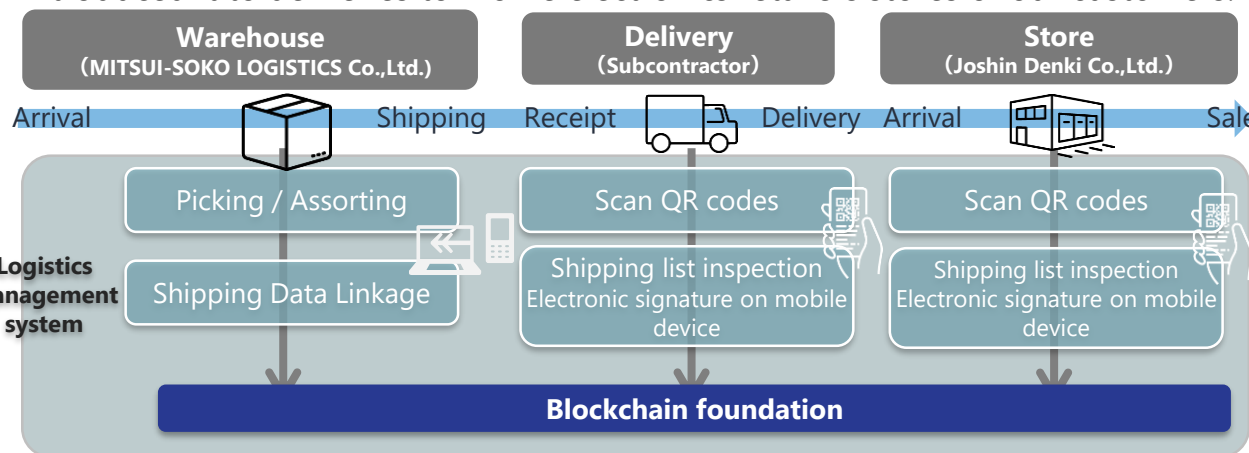 Warehouse
(MITSUI-SOKO LOGISTICS Co.,Ltd.)
Delivery
(Subcontractor)
Store
(Joshin Denki Co.,Ltd.)
Arrival
Shipping
Receipt
Delivery
Arrival
Sale
Picking / Assorting
Scan QR codes
Scan QR codes
Logistics
management
system
Shipping Data Linkage
Shipping list inspection
Electronic signature on mobile
device
Shipping list inspection
Electronic signature on mobile
device
Blockchain foundation